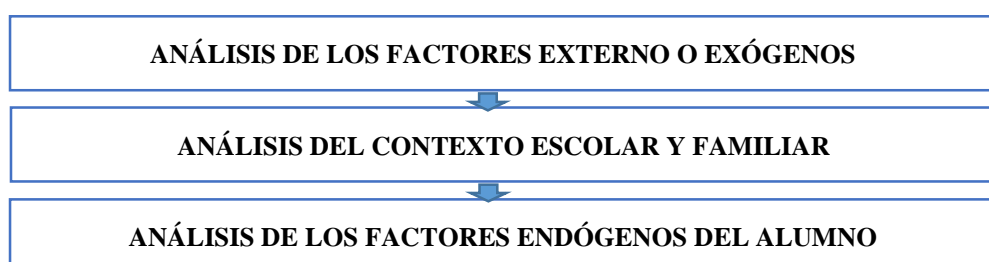 ANÁLISIS DE LOS FACTORES EXTERNO O EXÓGENOS
ANÁLISIS DEL CONTEXTO ESCOLAR Y FAMILIAR
ANÁLISIS DE LOS FACTORES ENDÓGENOS DEL ALUMNO